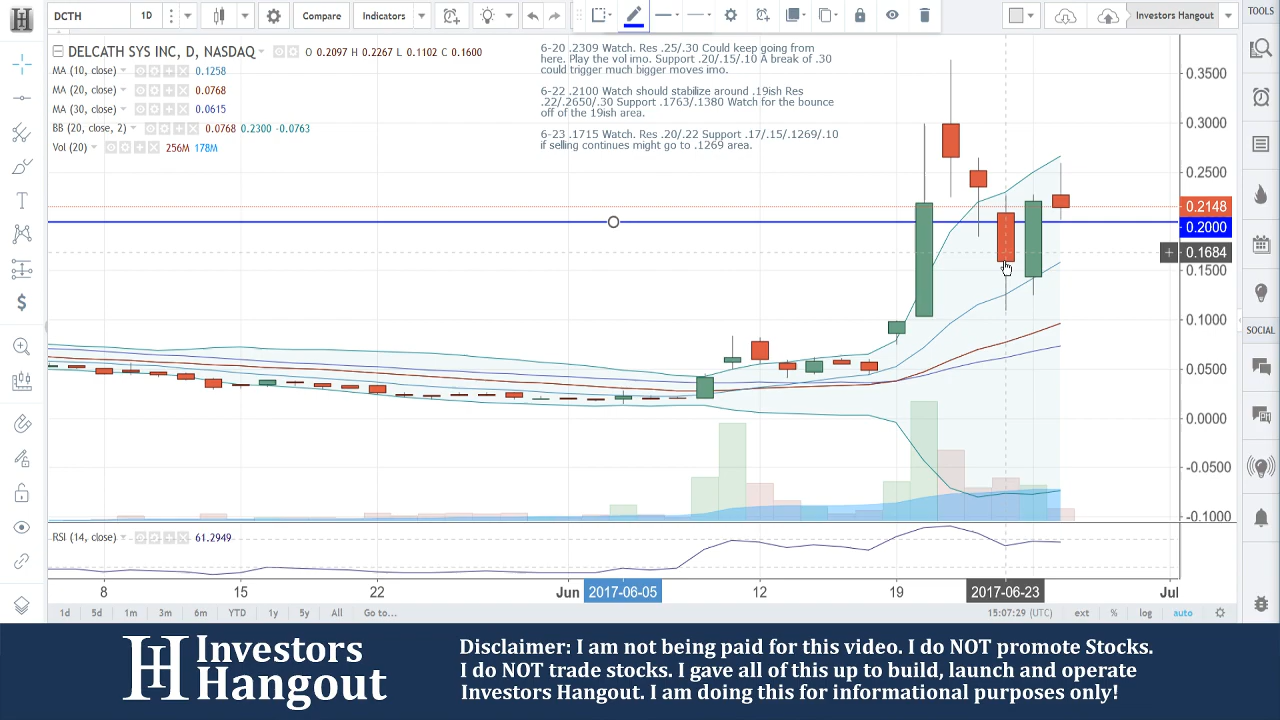 DCTH
1D
Compare
Indicators
Investors Hangout
TOOLS
DELCATH SYS INC, D, NASDAQ
O 0.2097 H 0.2267 L 0.1102 C 0.1600
MA (10, close)
0.1258
MA (20, close)
0.0768
MA (30, close)
0.0615
BB (20, close, 2)
0.0768 0.2300 -0.0763
Vol (20)
256M 178M
6-20 .2309 Watch. Res .25/.30 Could keep going from
here. Play the vol imo. Support .20/.15/.10 A break of .30
could trigger much bigger moves imo.
6-22 .2100 Watch should stabilize around .19ish Res
.22/.2650/.30 Support .1763/.1380 Watch for the bounce
off of the 19ish area.
6-23 .1715 Watch. Res .20/.22 Support .17/.15/.1269/.10
if selling continues might go to .1269 area.
0.3500
0.3000
0.2500
0.2148
0.2000
0.1684
0.1500
0.1000
0.0500
0.0000
-0.0500
-0.1000
SOCIAL
RSI (14, close)
61.2949
8
15
22
Jun
2017-06-05
12
19
2017-06-23
Jul
1d 5d 1m 3m 6m YTD 1y 5y All Go to...
15:07:29 (UTC)
ext % log auto
IH Investors
Hangout
Disclaimer: I am not being paid for this video. I do NOT promote Stocks.
I do NOT trade stocks. I gave all of this up to build, launch and operate
Investors Hangout. I am doing this for informational purposes only!